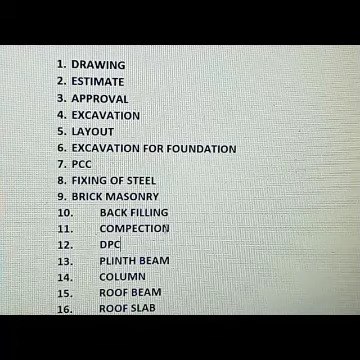 1. DRAWING
2. ESTIMATE
3. APPROVAL
4. EXCAVATION
5. LAYOUT
6. EXCAVATION FOR FOUNDATION
7. PCC
8. FIXING OF STEEL
9. BRICK MASONRY
10. BACK FILLING
11. COMPECTION
12. DPC
13. PLINTH BEAM
14. COLUMN
15. ROOF BEAM
16. ROOF SLAB